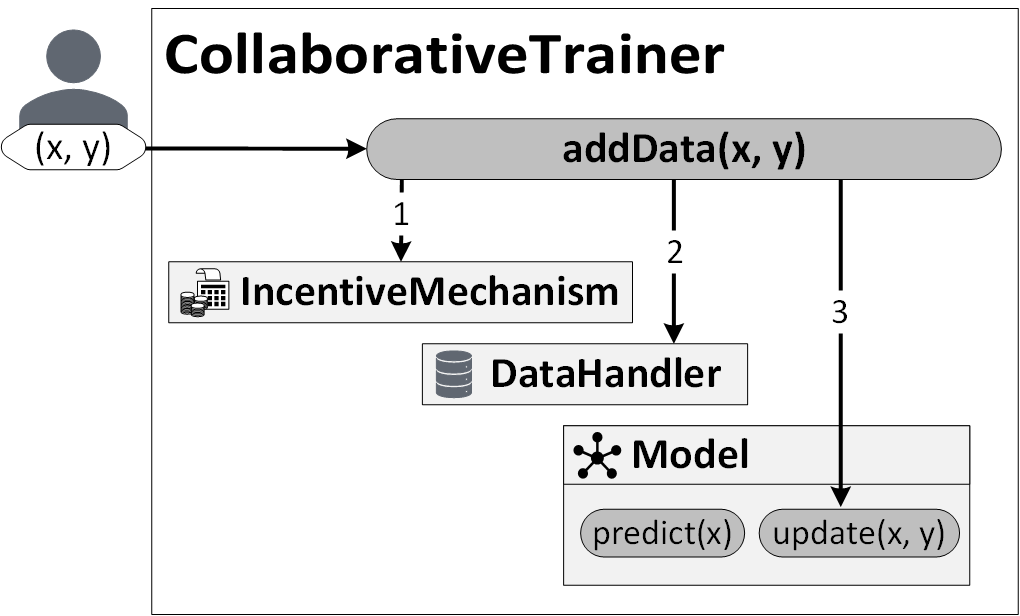 CollaborativeTrainer
(x, y)
addData(x, y)
1
2
3
IncentiveMechanism
DataHandler
Model
predict(x)
update(x, y)